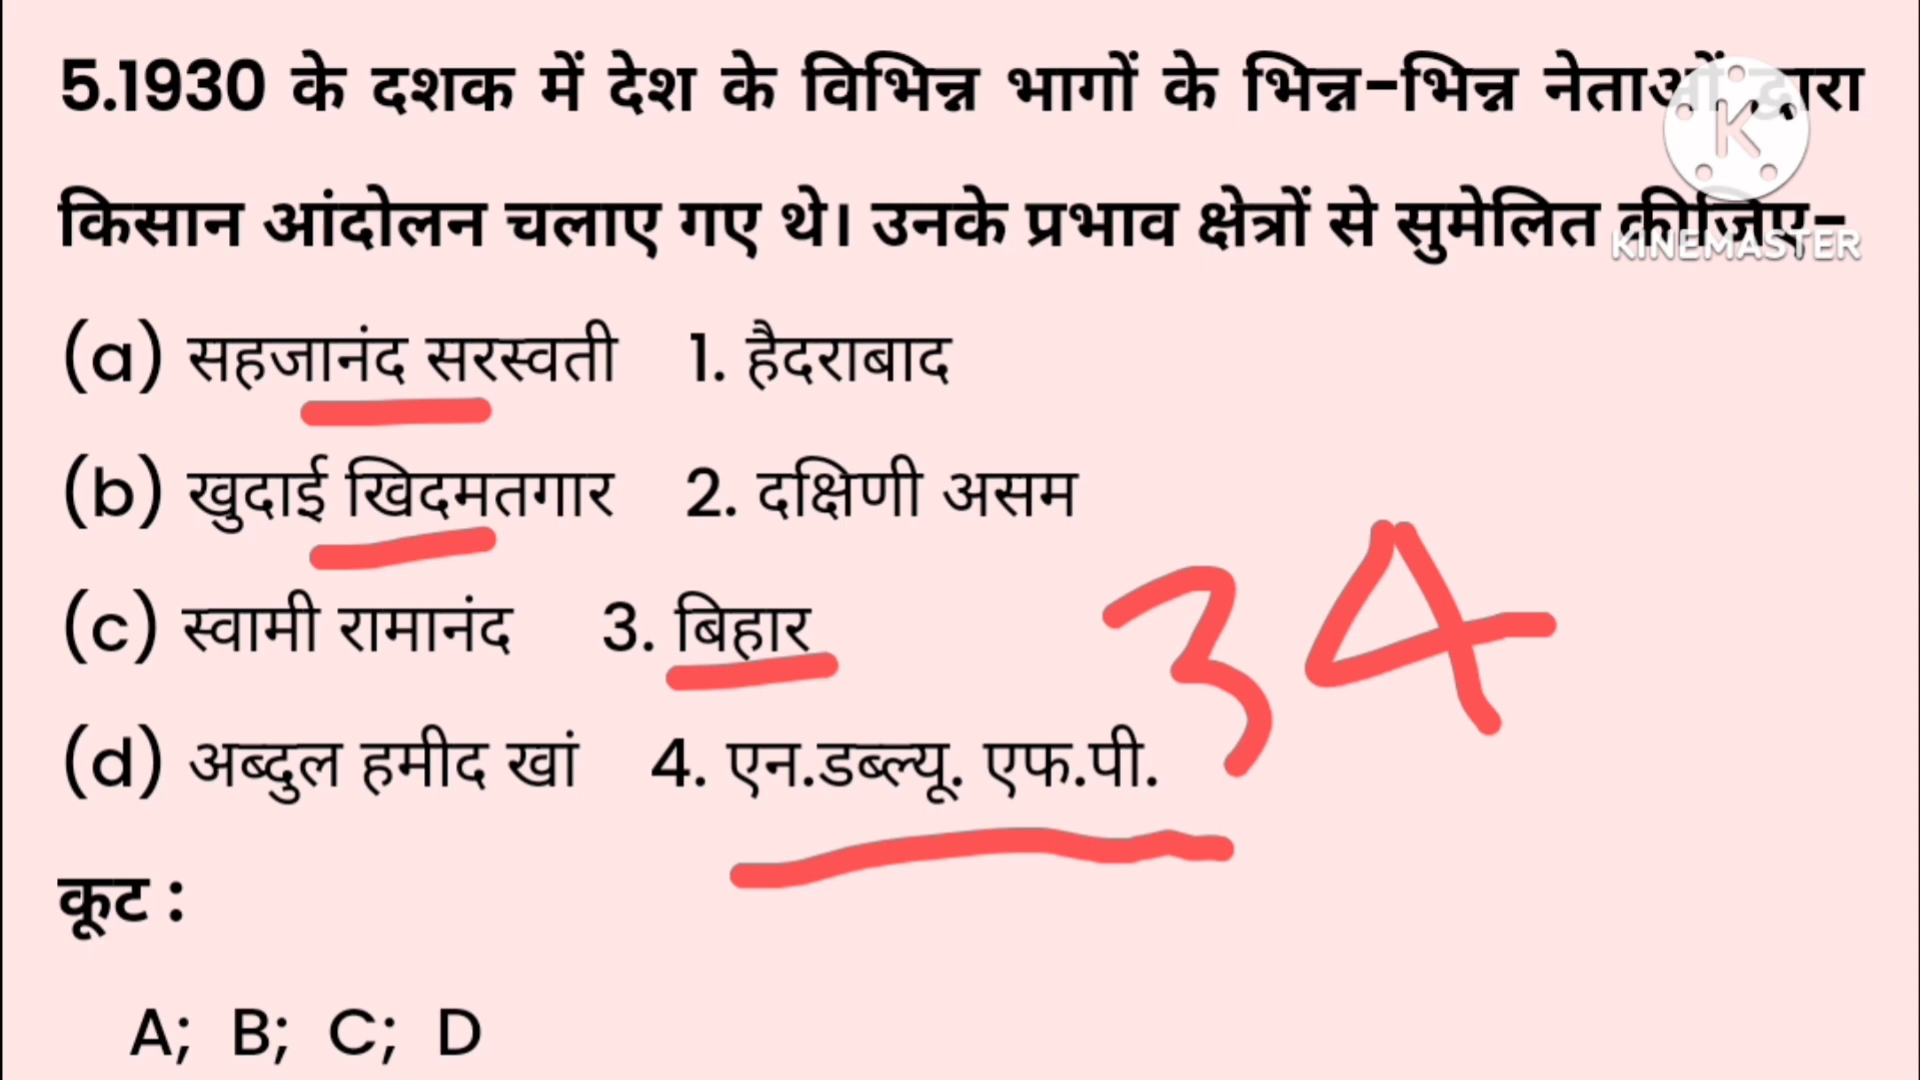 5.1930 के दशक में देश के विभिन्न भागों के भिन्न-भिन्न नेताओं द्वारा
किसान आंदोलन चलाए गए थे। उनके प्रभाव क्षेत्रों से सुमेलित कीजिए-
K
KINEMASTER
(a) सहजानंद सरस्वती 1. हैदराबाद
(b) खुदाई खिदमतगार 2. दक्षिणी असम
(c) स्वामी रामानंद 3. बिहार
(d) अब्दुल हमीद खां 4. एन.डब्ल्यू. एफ.पी.
34
कूट :
A; B; C; D